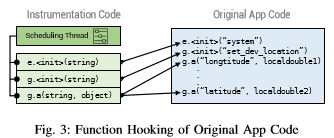 Instrumentation Code
Original App Code
Scheduling Thread
e.<init>(string)
g.<init>(string)
g.a(string, object)
e.<init>("system")
g.<init>("set_dev_location")
g.a("longtitude", localdouble1)
.
.
g.a("latitude", localdouble2)
Fig. 3: Function Hooking of Original App Code